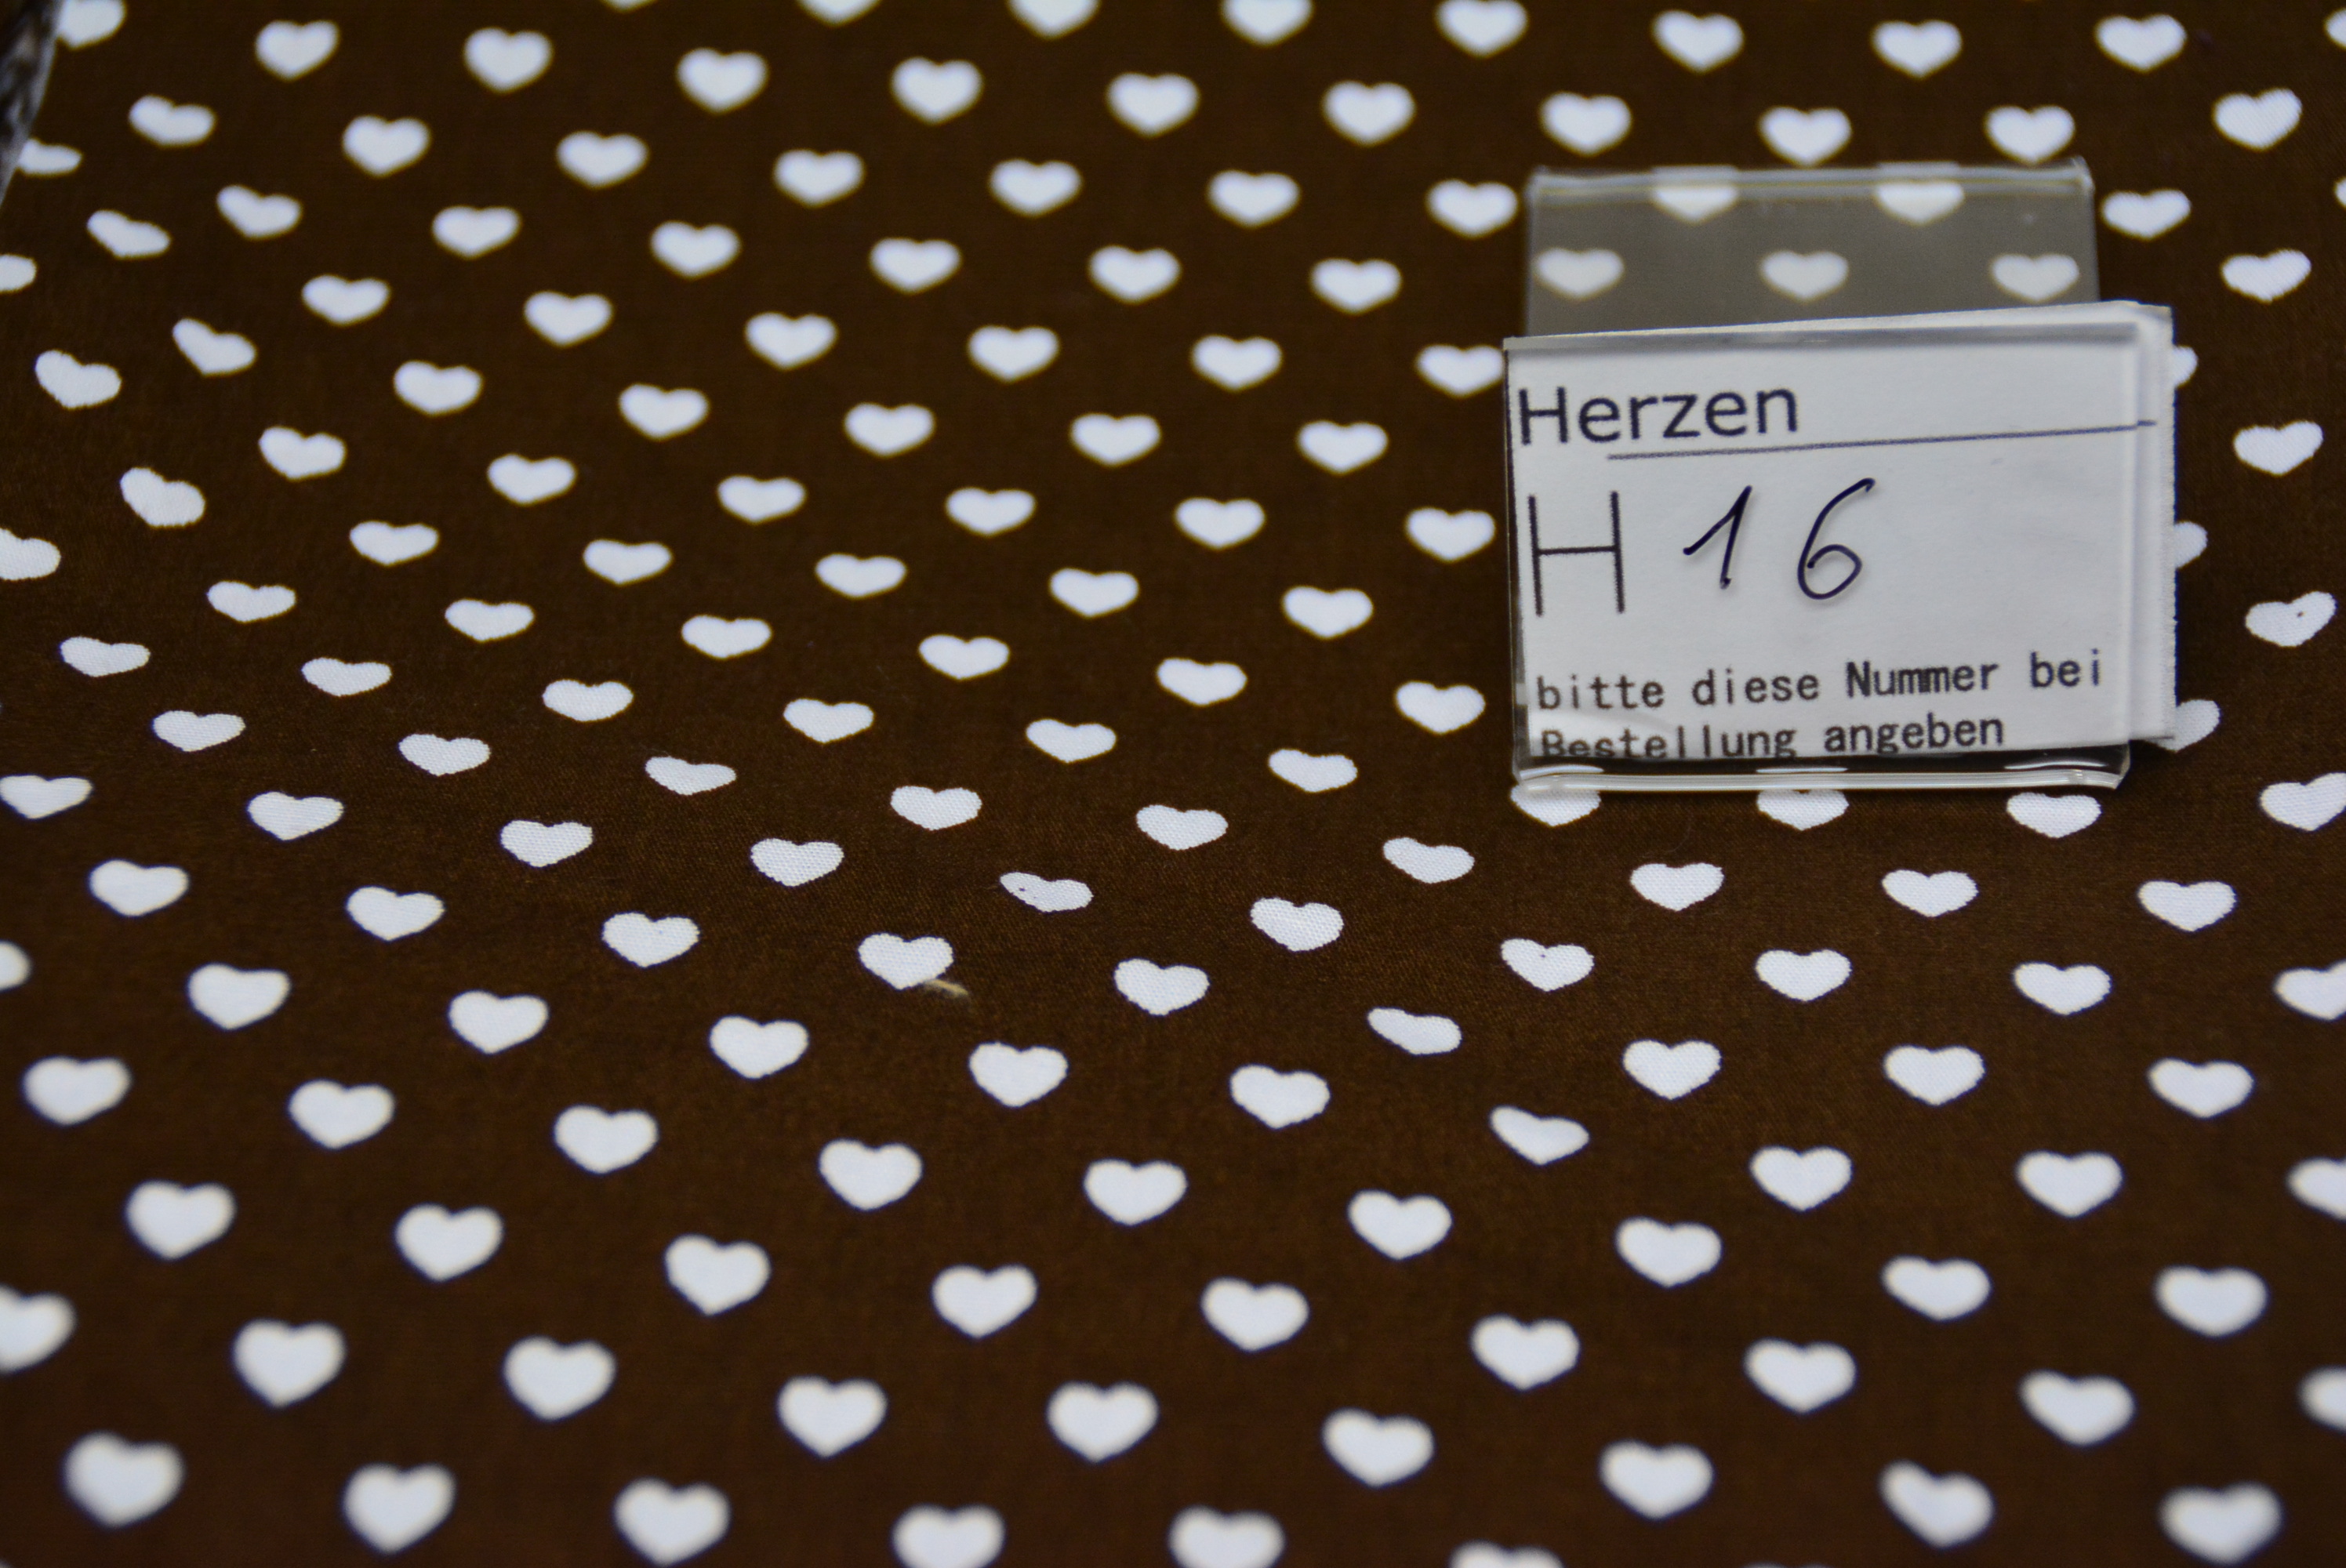 Herzen
H 16
bitte diese Nummer bei
Bestellung angeben